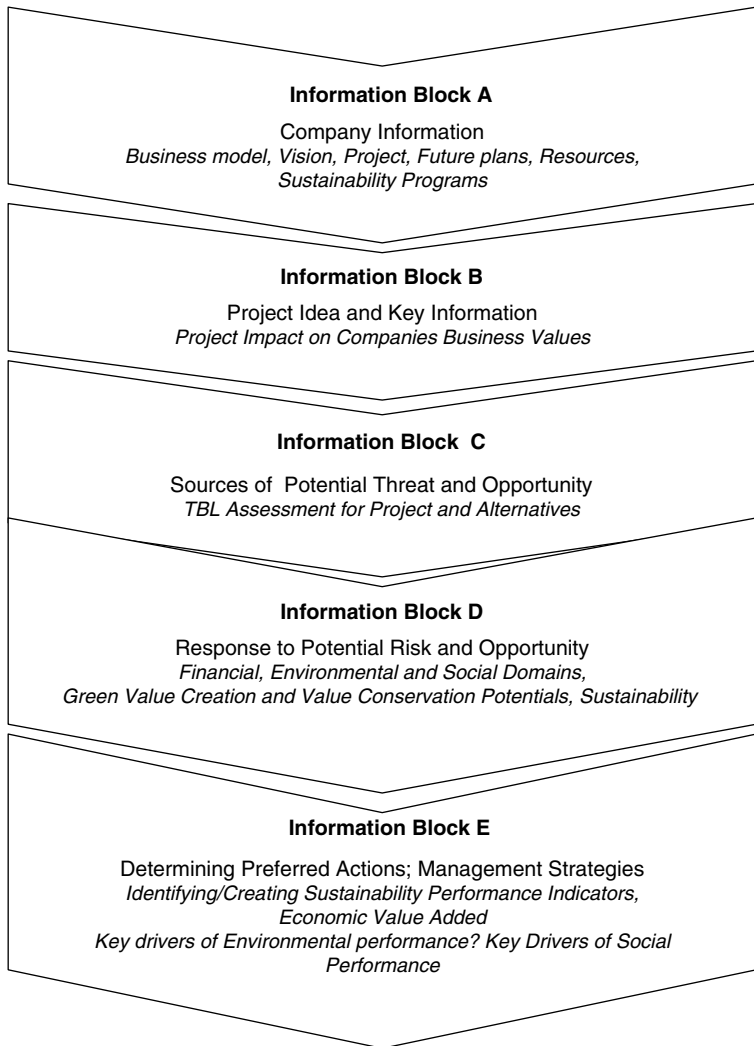 Information Block A
Company Information
Business model, Vision, Project, Future plans, Resources,
Sustainability Programs
Information Block B
Project Idea and Key Information
Project Impact on Companies Business Values
Information Block C
Sources of Potential Threat and Opportunity
TBL Assessment for Project and Alternatives
Information Block D
Response to Potential Risk and Opportunity
Financial, Environmental and Social Domains,
Green Value Creation and Value Conservation Potentials, Sustainability
Information Block E
Determining Preferred Actions; Management Strategies
Identifying/Creating Sustainability Performance Indicators,
Economic Value Added
Key drivers of Environmental performance? Key Drivers of Social
Performance